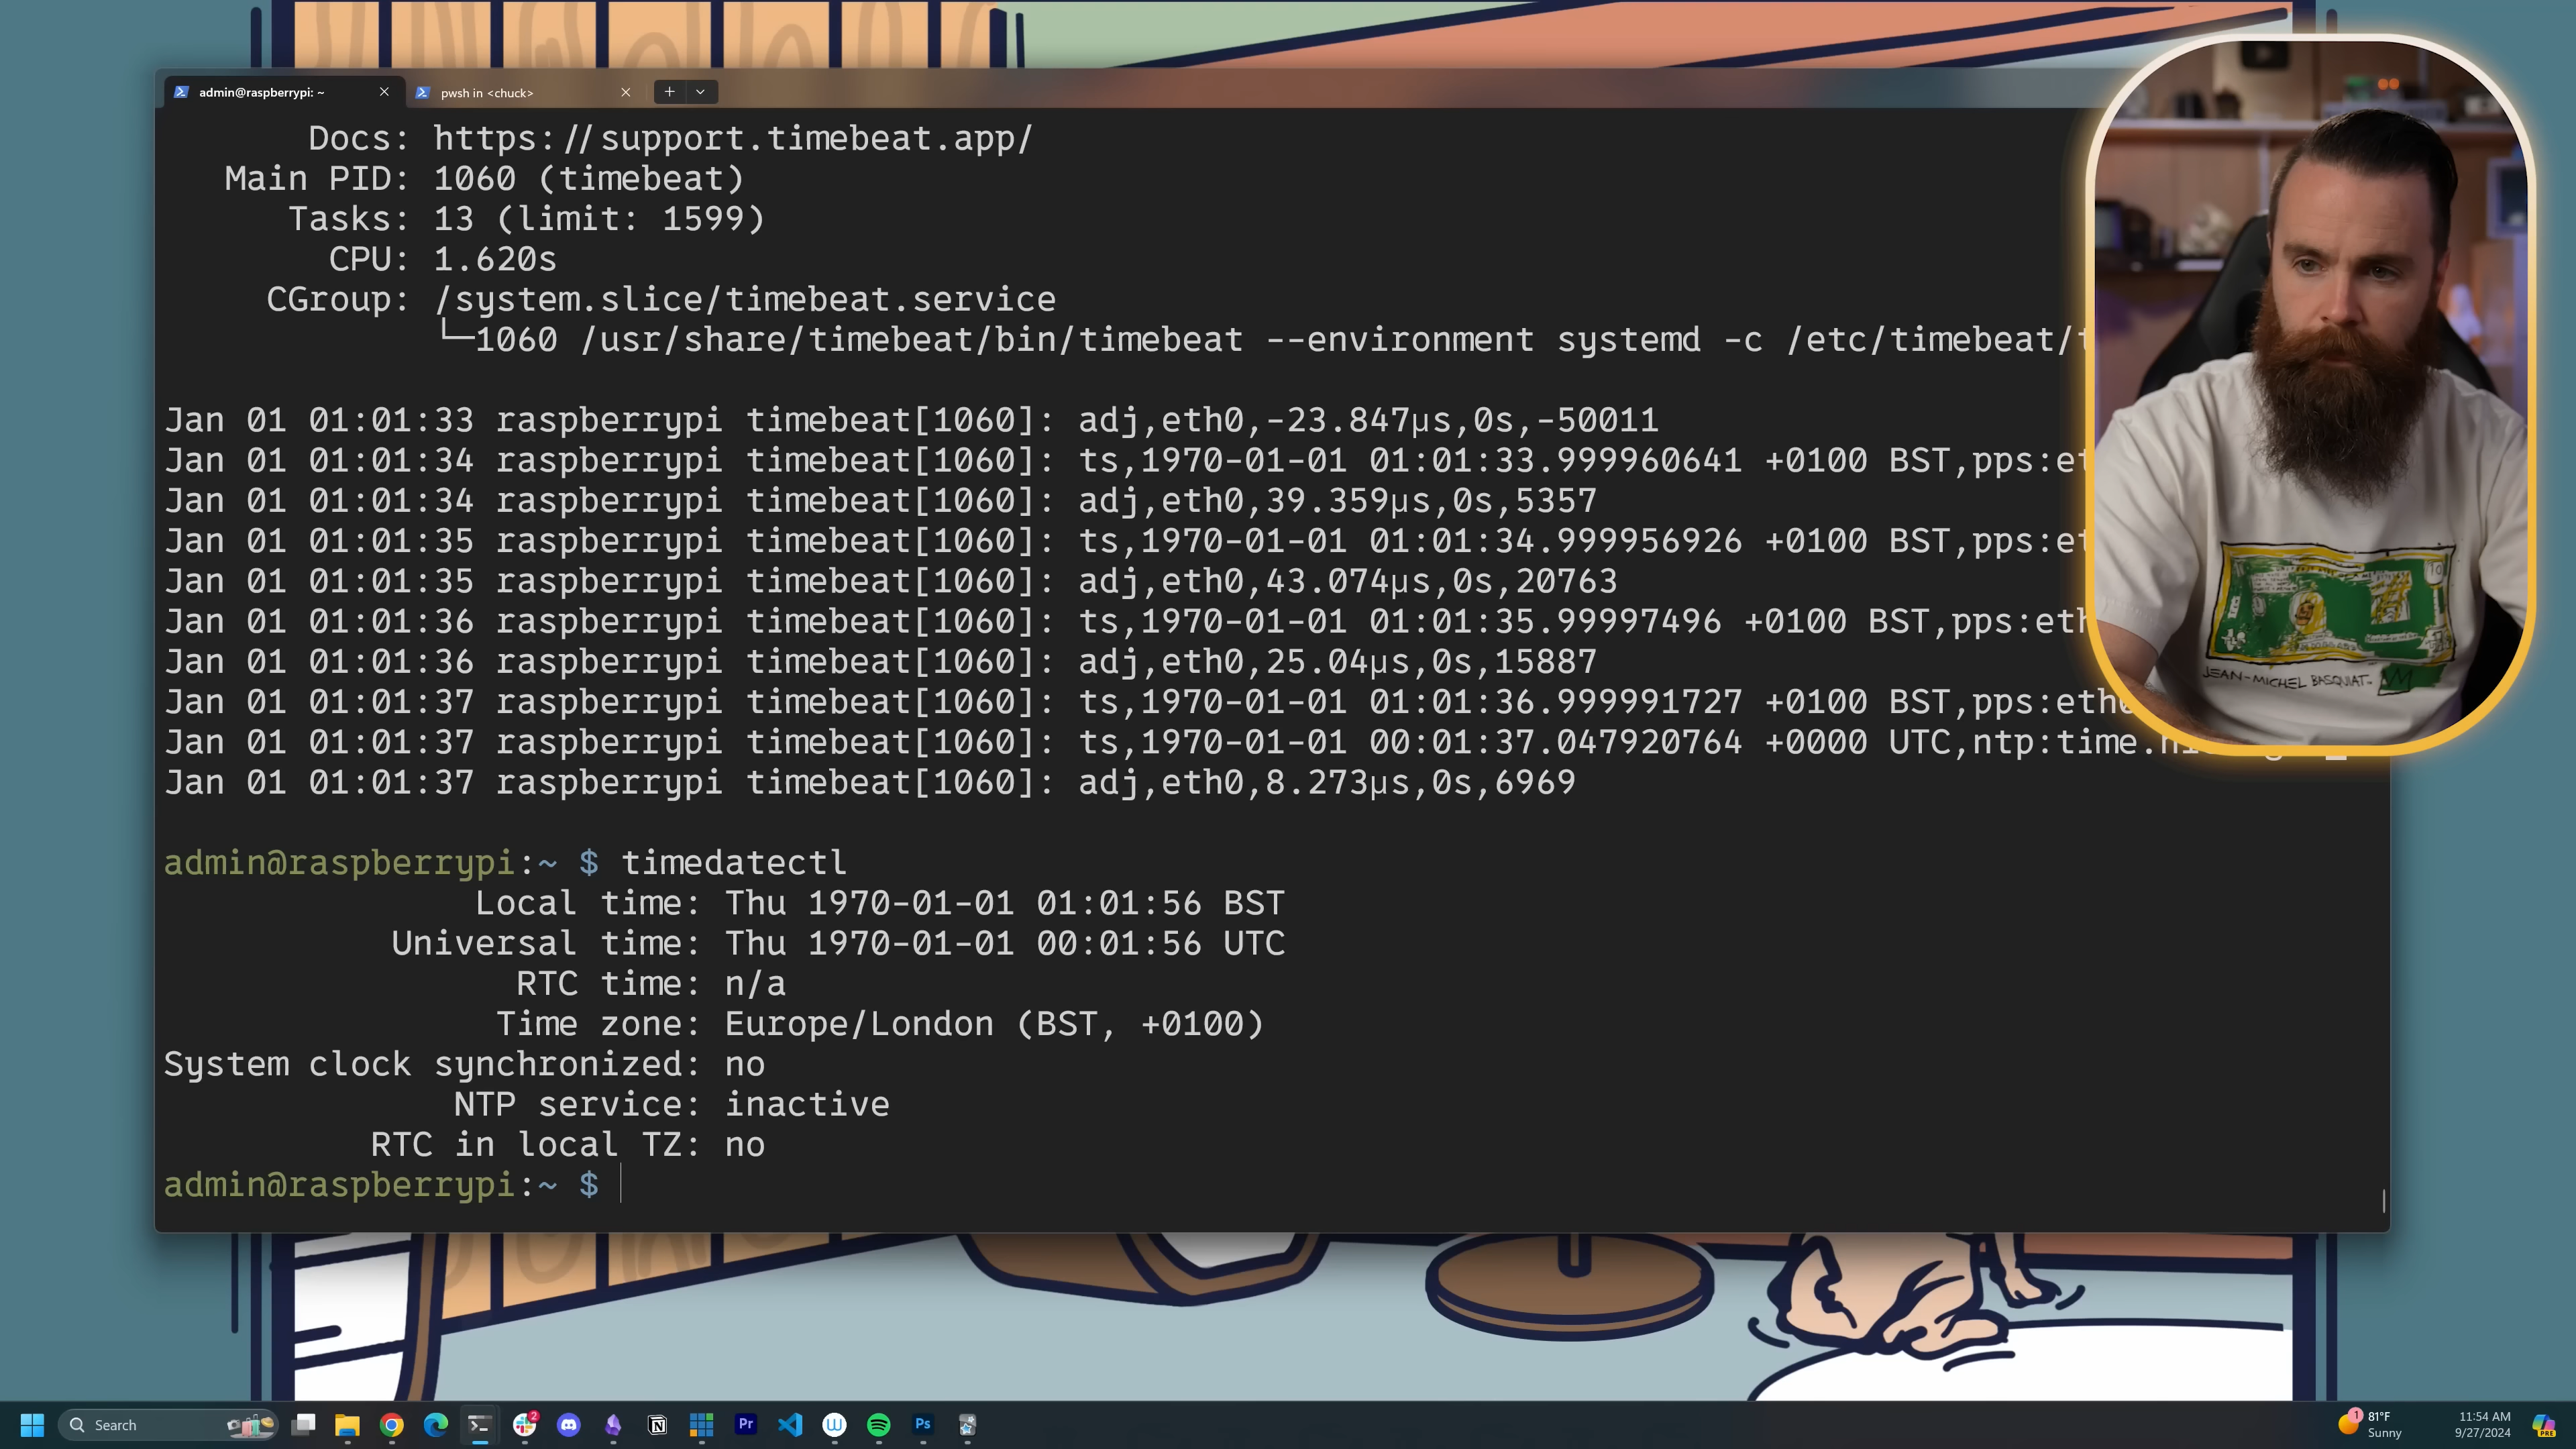 admin@raspberrypi: ~
pwsh in <chuck>
Docs: https://support.timebeat.app/
Main PID: 1060 (timebeat)
Tasks: 13 (limit: 1599)
CPU: 1.620s
CGroup: /system.slice/timebeat.service
└─1060 /usr/share/timebeat/bin/timebeat --environment systemd -c /etc/timebeat/
Jan 01 01:01:33 raspberrypi timebeat[1060]: adj,eth0,-23.847µs,0s,-50011
Jan 01 01:01:34 raspberrypi timebeat[1060]: ts,1970-01-01 01:01:33.999960641 +0100 BST,pps:et
Jan 01 01:01:34 raspberrypi timebeat[1060]: adj,eth0,39.359µs,0s,5357
Jan 01 01:01:35 raspberrypi timebeat[1060]: ts,1970-01-01 01:01:34.999956926 +0100 BST,pps:et
Jan 01 01:01:35 raspberrypi timebeat[1060]: adj,eth0,43.074µs,0s,20763
Jan 01 01:01:36 raspberrypi timebeat[1060]: ts,1970-01-01 01:01:35.99997496 +0100 BST,pps:eth
Jan 01 01:01:36 raspberrypi timebeat[1060]: adj,eth0,25.04µs,0s,15887
Jan 01 01:01:37 raspberrypi timebeat[1060]: ts,1970-01-01 01:01:36.999991727 +0100 BST,pps:eth0
Jan 01 01:01:37 raspberrypi timebeat[1060]: ts,1970-01-01 00:01:37.047920764 +0000 UTC,ntp:time.
Jan 01 01:01:37 raspberrypi timebeat[1060]: adj,eth0,8.273µs,0s,6969
admin@raspberrypi:~ $ timedatectl
Local time: Thu 1970-01-01 01:01:56 BST
Universal time: Thu 1970-01-01 00:01:56 UTC
RTC time: n/a
Time zone: Europe/London (BST, +0100)
System clock synchronized: no
NTP service: inactive
RTC in local TZ: no
admin@raspberrypi:~ $
JEAN-MICHEL BASQUIAT
Search
2
N
Pr
W
Ps
1
81°F
Sunny
11:54 AM
9/27/2024
PRE